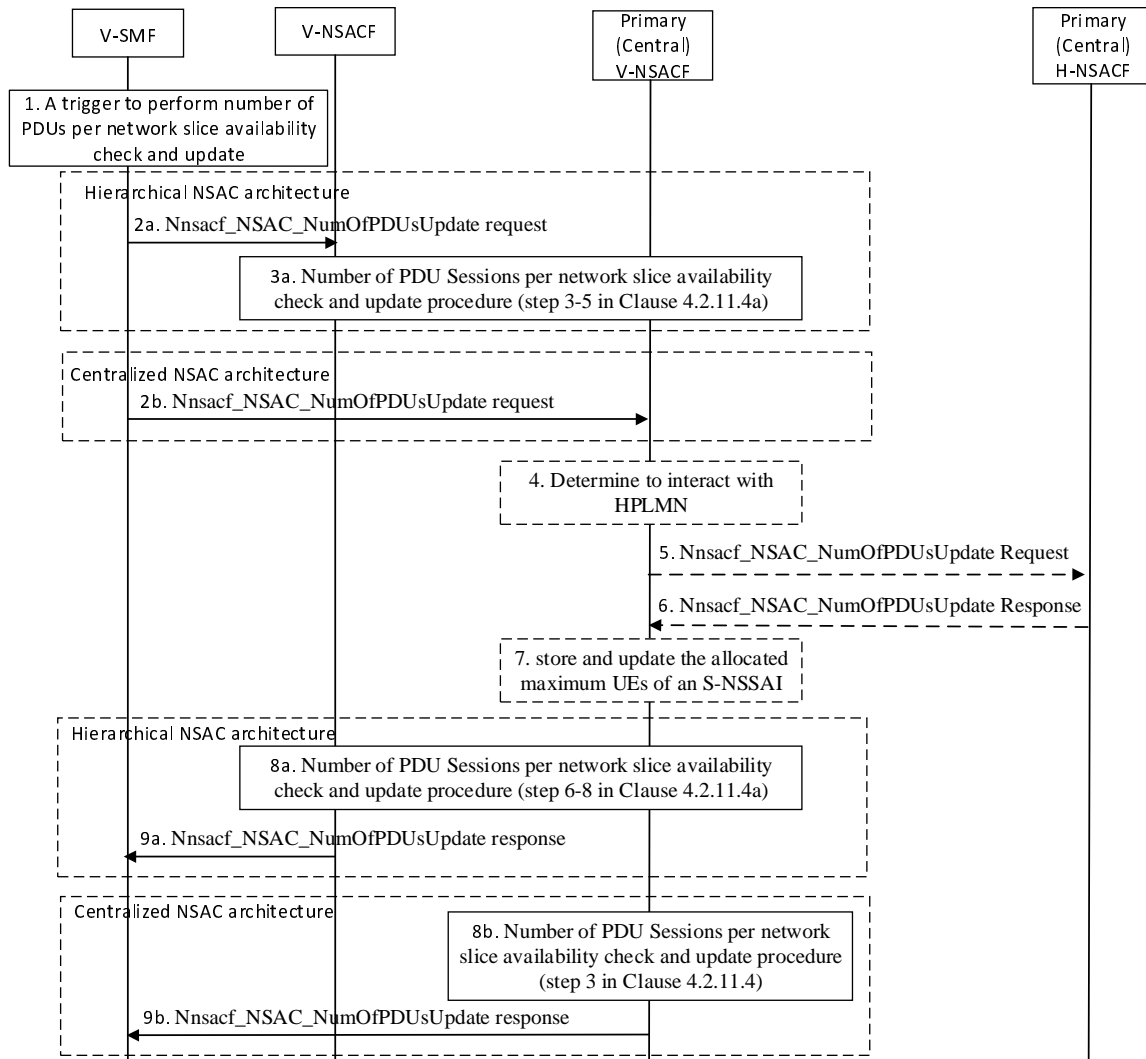 V-SMF
V-NSACF
Primary
(Central)
V-NSACF
Primary
(Central)
H-NSACF
1. A trigger to perform number of
PDUs per network slice availability
check and update
Hierarchical NSAC architecture
2a. Nnsacf_NSAC_NumOfPDUsUpdate request
3a. Number of PDU Sessions per network slice availability
check and update procedure (step 3-5 in Clause 4.2.11.4a)
Centralized NSAC architecture
2b. Nnsacf_NSAC_NumOfPDUsUpdate request
4. Determine to interact with
HPLMN
5. Nnsacf_NSAC_NumOfPDUsUpdate Request
6. Nnsacf_NSAC_NumOfPDUsUpdate Response
7. store and update the allocated
maximum UEs of an S-NSSAI
Hierarchical NSAC architecture
8a. Number of PDU Sessions per network slice availability
check and update procedure (step 6-8 in Clause 4.2.11.4a)
9a. Nnsacf_NSAC_NumOfPDUsUpdate response
Centralized NSAC architecture
8b. Number of PDU Sessions per network
slice availability check and update procedure
(step 3 in Clause 4.2.11.4)
9b. Nnsacf_NSAC_NumOfPDUsUpdate response